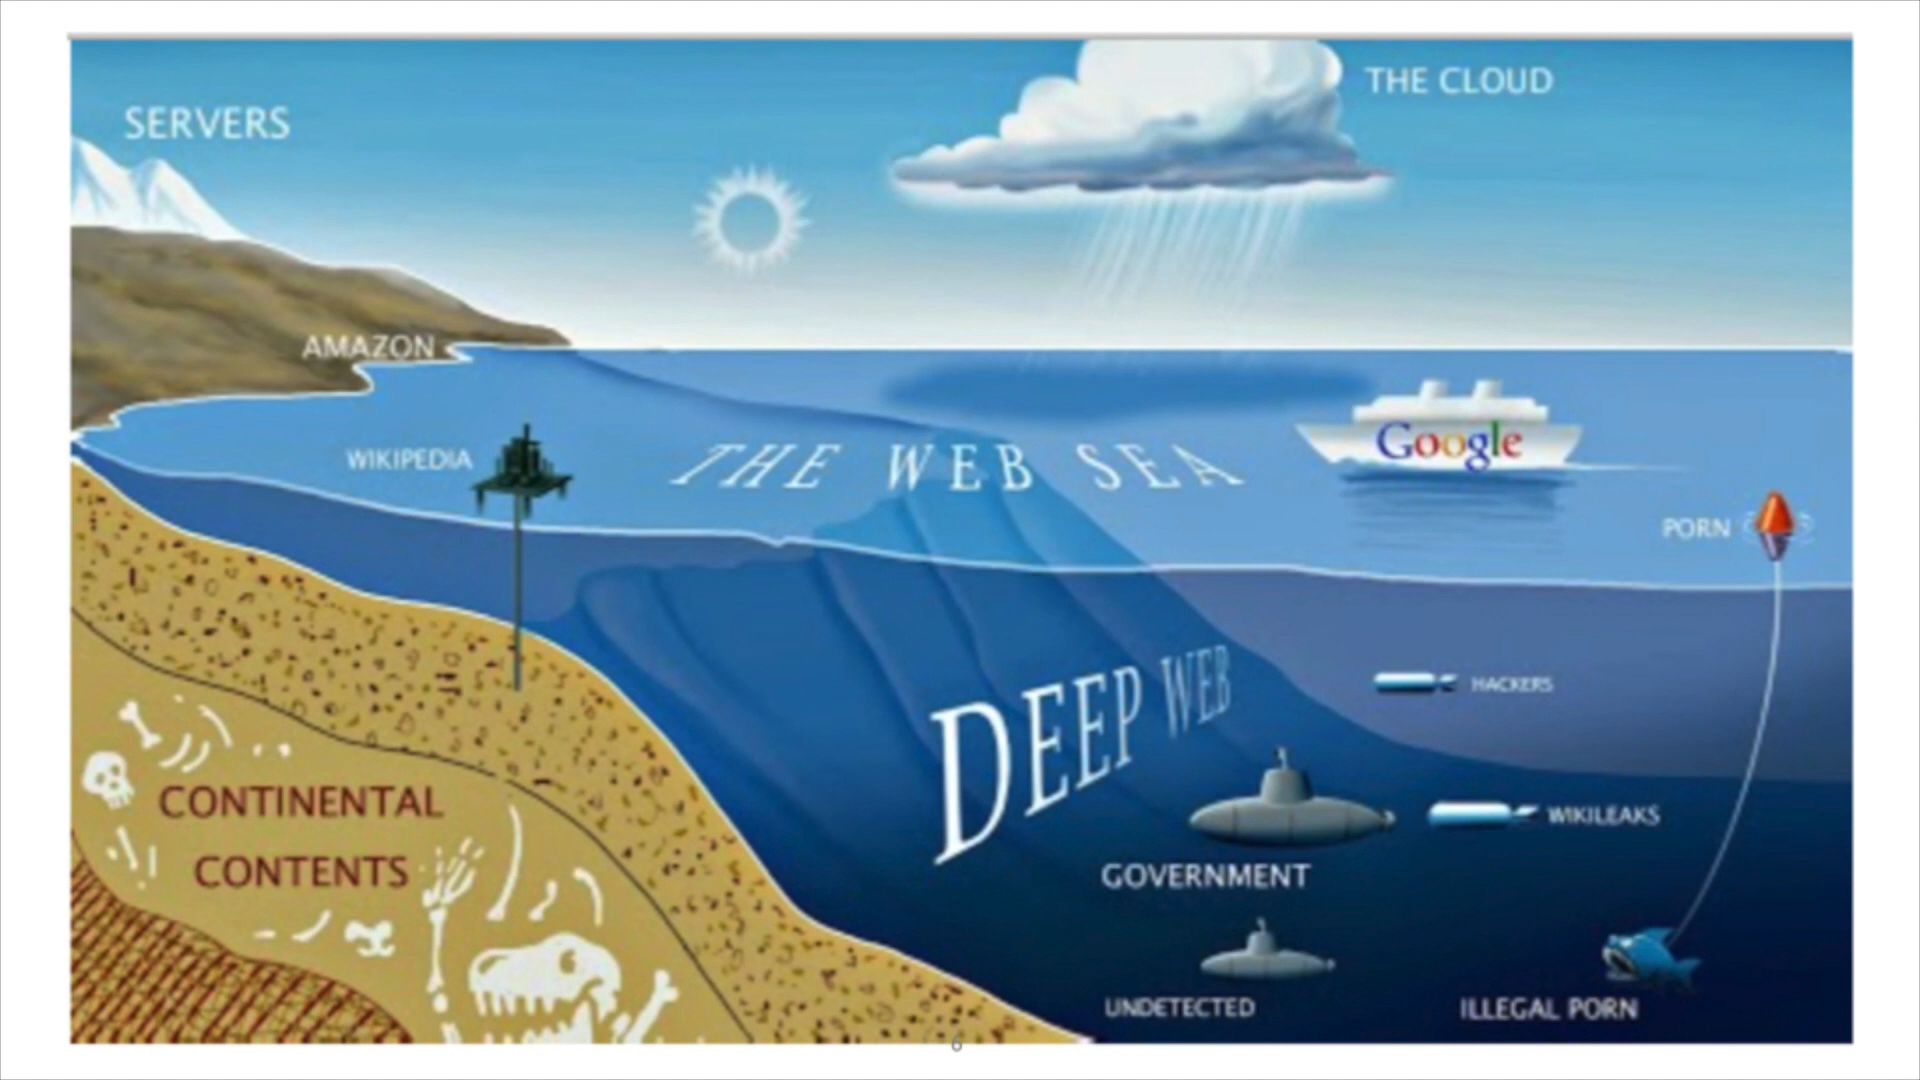 SERVERS
THE CLOUD
AMAZON
WIKIPEDIA
THE WEB SEA
Google
PORN
DEEP WEB
HACKERS
WIKILEAKS
GOVERNMENT
CONTINENTAL
CONTENTS
UNDETECTED
ILLEGAL PORN
6